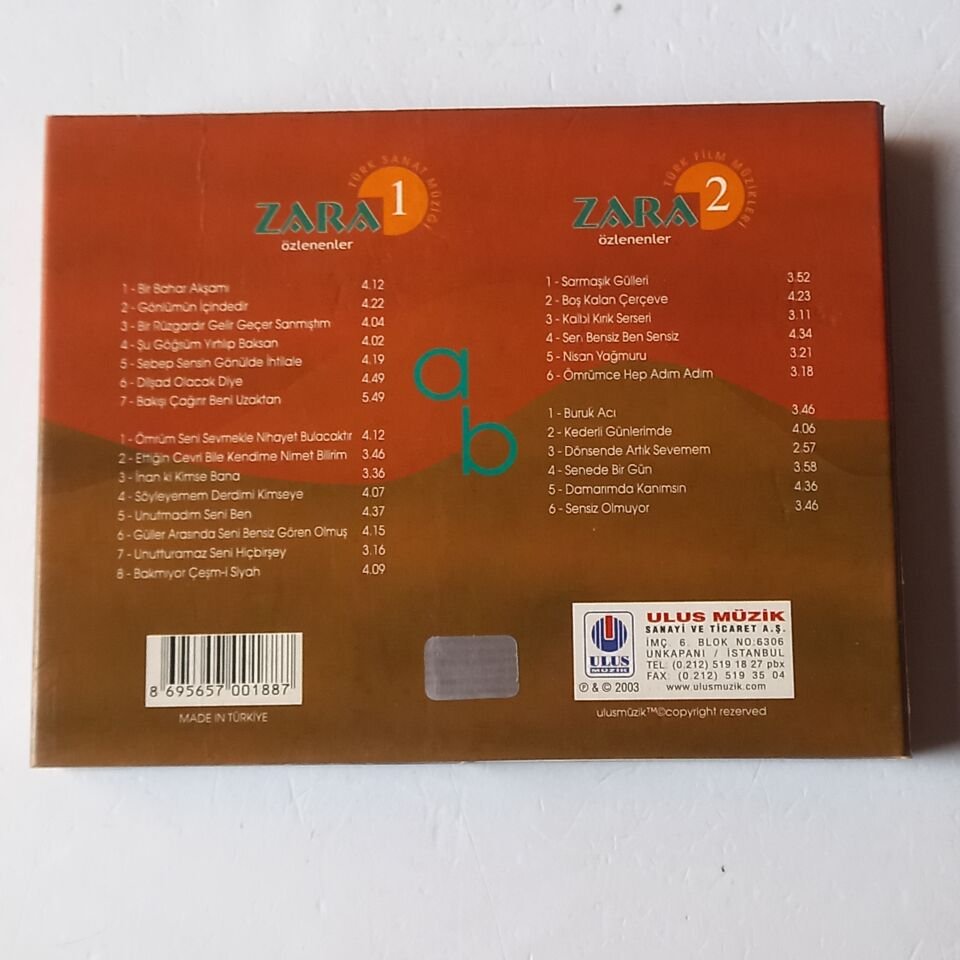 TÜRK SANAT MÜZİĞİ
ZARA 1
özlenenler
1 - Bir Bahar Akşamı 4.12
2 - Gönlümün İçindedir 4.22
3 - Bir Rüzgardır Gelir Geçer Sanmıştım 4.04
4 - Şu Göğsüm Yırtılıp Baksan 4.02
5 - Sebep Sensin Gönülde İhtilale 4.19
6 - Dilşad Olacak Diye 4.49
7 - Bakışı Çağırır Beni Uzaktan 5.49
1 - Ömrüm Seni Sevmekle Nihayet Bulacaktır 4.12
2 - Ettiğin Cevri Bile Kendime Nimet Bilirim 3.46
3 - İnan ki Kimse Bana 3.36
4 - Söyleyemem Derdimi Kimseye 4.07
5 - Unutmadım Seni Ben 4.37
6 - Güller Arasında Seni Bensiz Gören Olmuş 4.15
7 - Unutturamaz Seni Hiçbirşey 3.16
8 - Bakmıyor Çeşm-i Siyah 4.09
a
b
TÜRK FİLM MÜZİKLERİ
ZARA 2
özlenenler
1 - Sarmaşık Gülleri 3.52
2 - Boş Kalan Çerçeve 4.23
3 - Kalbi Kırık Serseri 3.11
4 - Sen Bensiz Ben Sensiz 4.34
5 - Nisan Yağmuru 3.21
6 - Ömrümce Hep Adım Adım 3.18
1 - Buruk Acı 3.46
2 - Kederli Günlerimde 4.06
3 - Dönsende Artık Sevemem 2.57
4 - Senede Bir Gün 3.58
5 - Damarımda Kanımsın 4.36
6 - Sensiz Olmuyor 3.46
8 695657 001887
MADE IN TÜRKİYE
ULUS
MÜZİK
℗ & © 2003
ULUS MÜZİK
SANAYİ VE TİCARET A.Ş.
İMÇ 6. BLOK NO:6306
UNKAPANI / İSTANBUL
TEL (0.212) 519 18 27 pbx
FAX (0.212) 519 35 04
www.ulusmuzik.com
ulusmüzik™©copyright rezerved